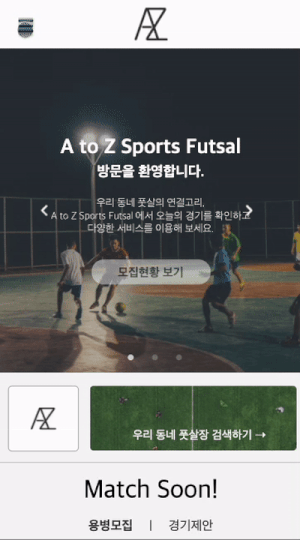 AZ
A to Z Sports Futsal
방문을 환영합니다.
우리 동네 풋살의 연결고리,
A to Z Sports Futsal 에서 오늘의 경기를 확인하고
다양한 서비스를 이용해 보세요.
모집현황 보기
AZ
우리 동네 풋살장 검색하기 →
Match Soon!
용병모집 | 경기제안